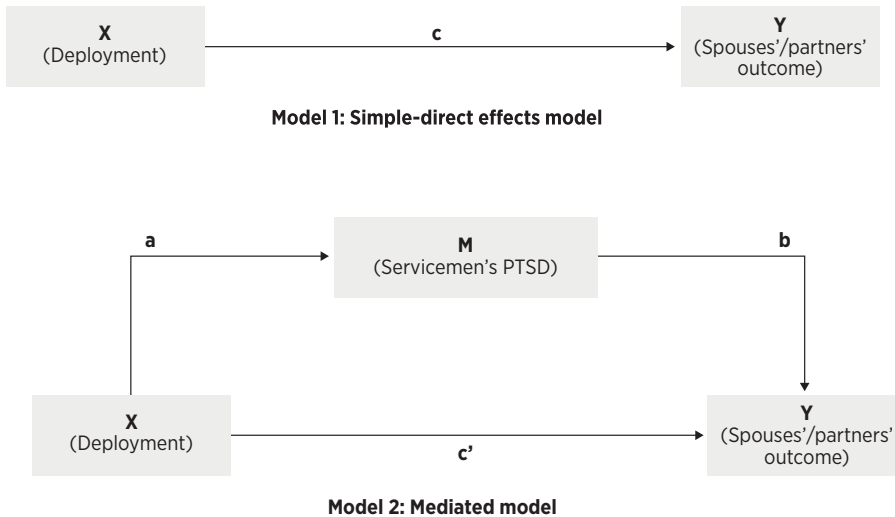 X
(Deployment)
c
Y
(Spouses'/partners'
outcome)
Model 1: Simple-direct effects model
a
M
(Servicemen's PTSD)
b
X
(Deployment)
c'
Y
(Spouses'/partners'
outcome)
Model 2: Mediated model